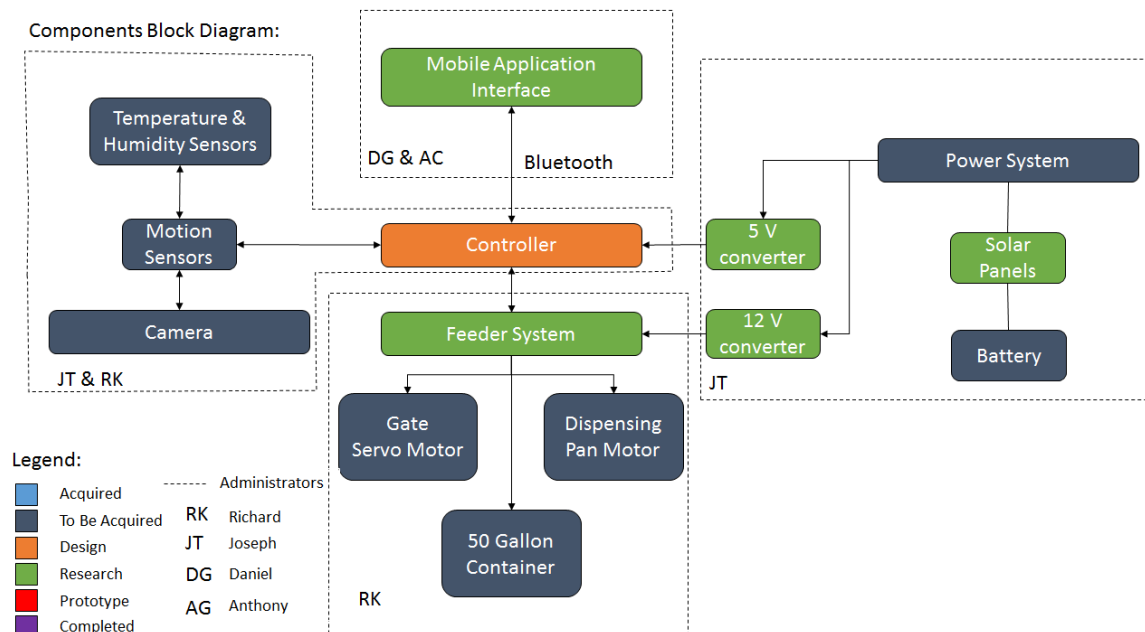 Components Block Diagram:
Mobile Application
Interface
DG & AC
Bluetooth
Temperature &
Humidity Sensors
Motion
Sensors
Camera
JT & RK
Controller
5 V
converter
Power System
Solar
Panels
12 V
converter
Battery
JT
Feeder System
Gate
Servo Motor
Dispensing
Pan Motor
50 Gallon
Container
RK
Legend:
Acquired
To Be Acquired
Design
Research
Prototype
Completed
Administrators
RK Richard
JT Joseph
DG Daniel
AG Anthony